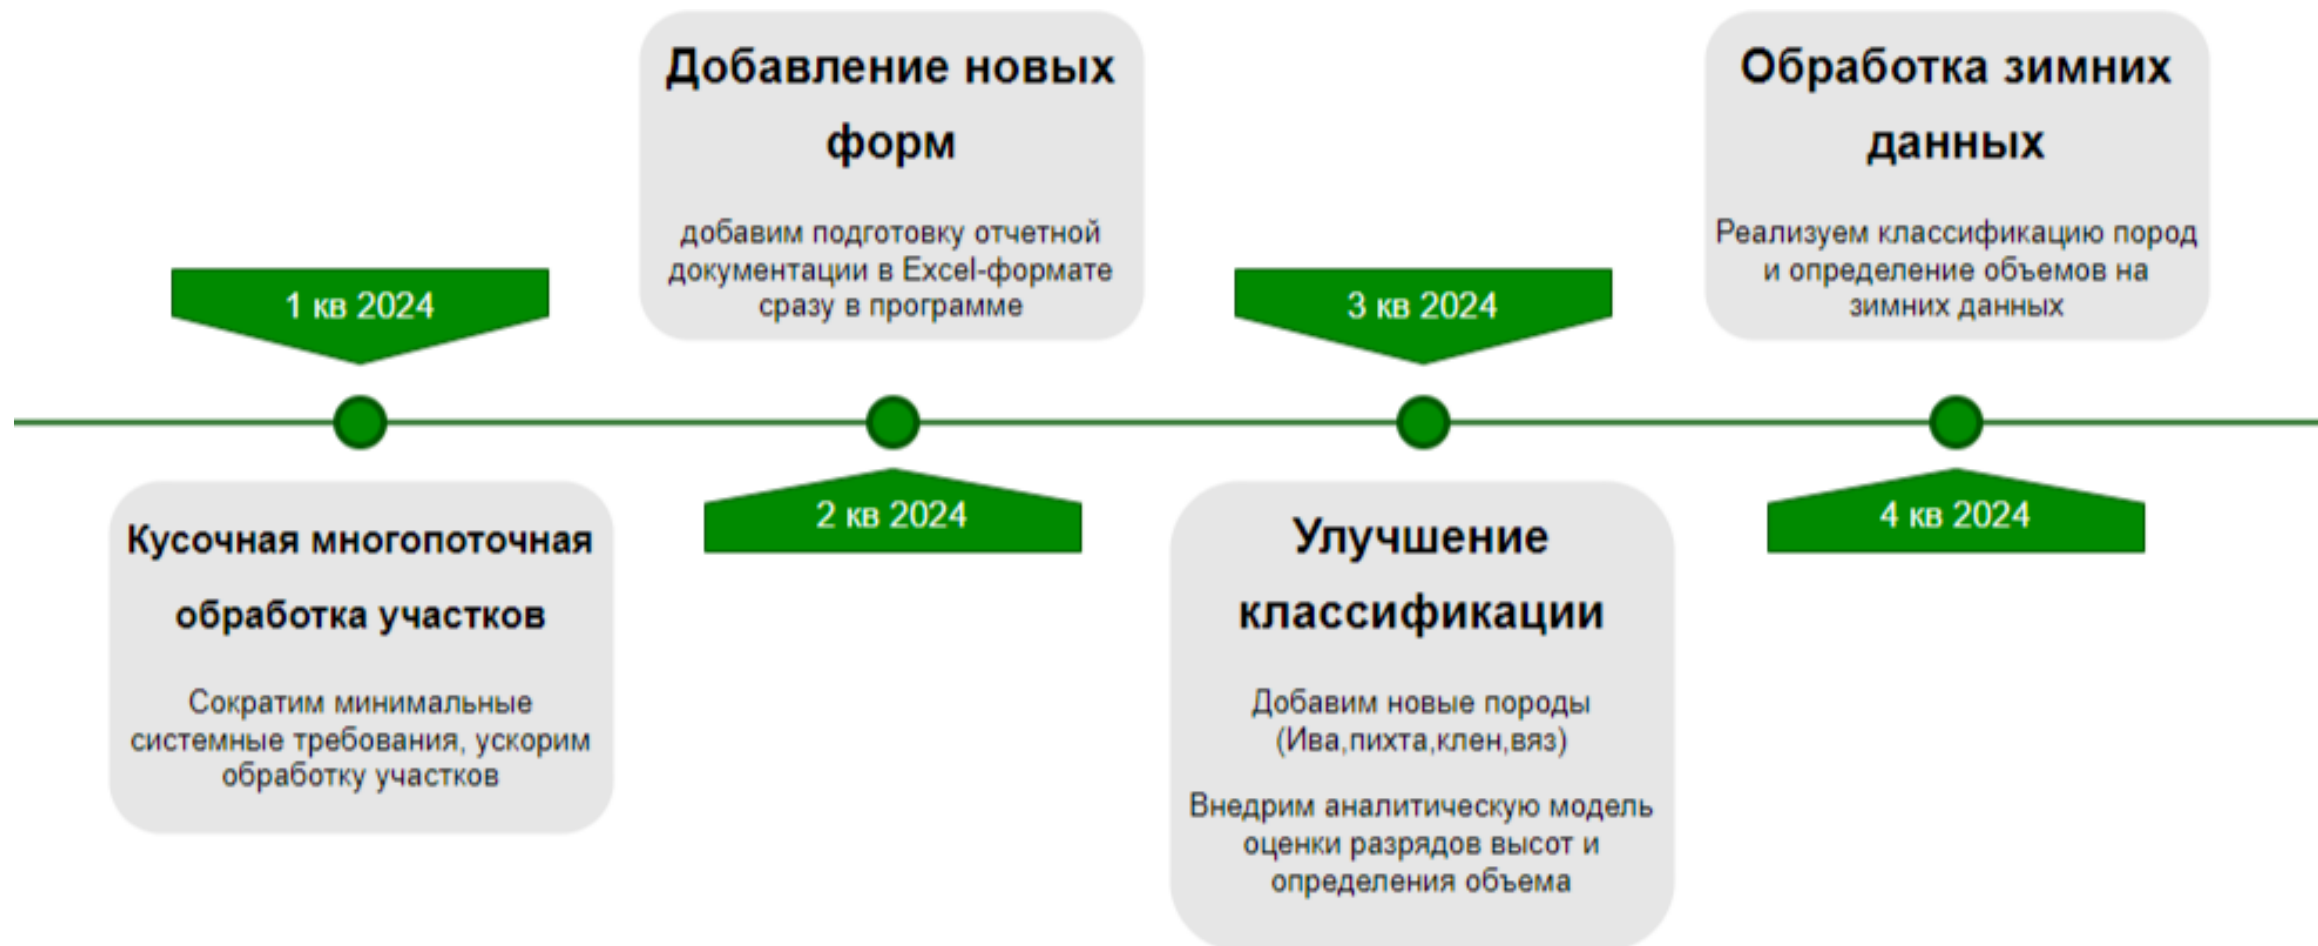 1 кв 2024
Кусочная многопоточная
обработка участков
Сократим минимальные
системные требования, ускорим
обработку участков
Добавление новых
форм
добавим подготовку отчетной
документации в Excel-формате
сразу в программе
2 кв 2024
3 кв 2024
Улучшение
классификации
Добавим новые породы
(Ива,пихта,клен,вяз)
Внедрим аналитическую модель
оценки разрядов высот и
определения объема
Обработка зимних
данных
Реализуем классификацию пород
и определение объемов на
зимних данных
4 кв 2024